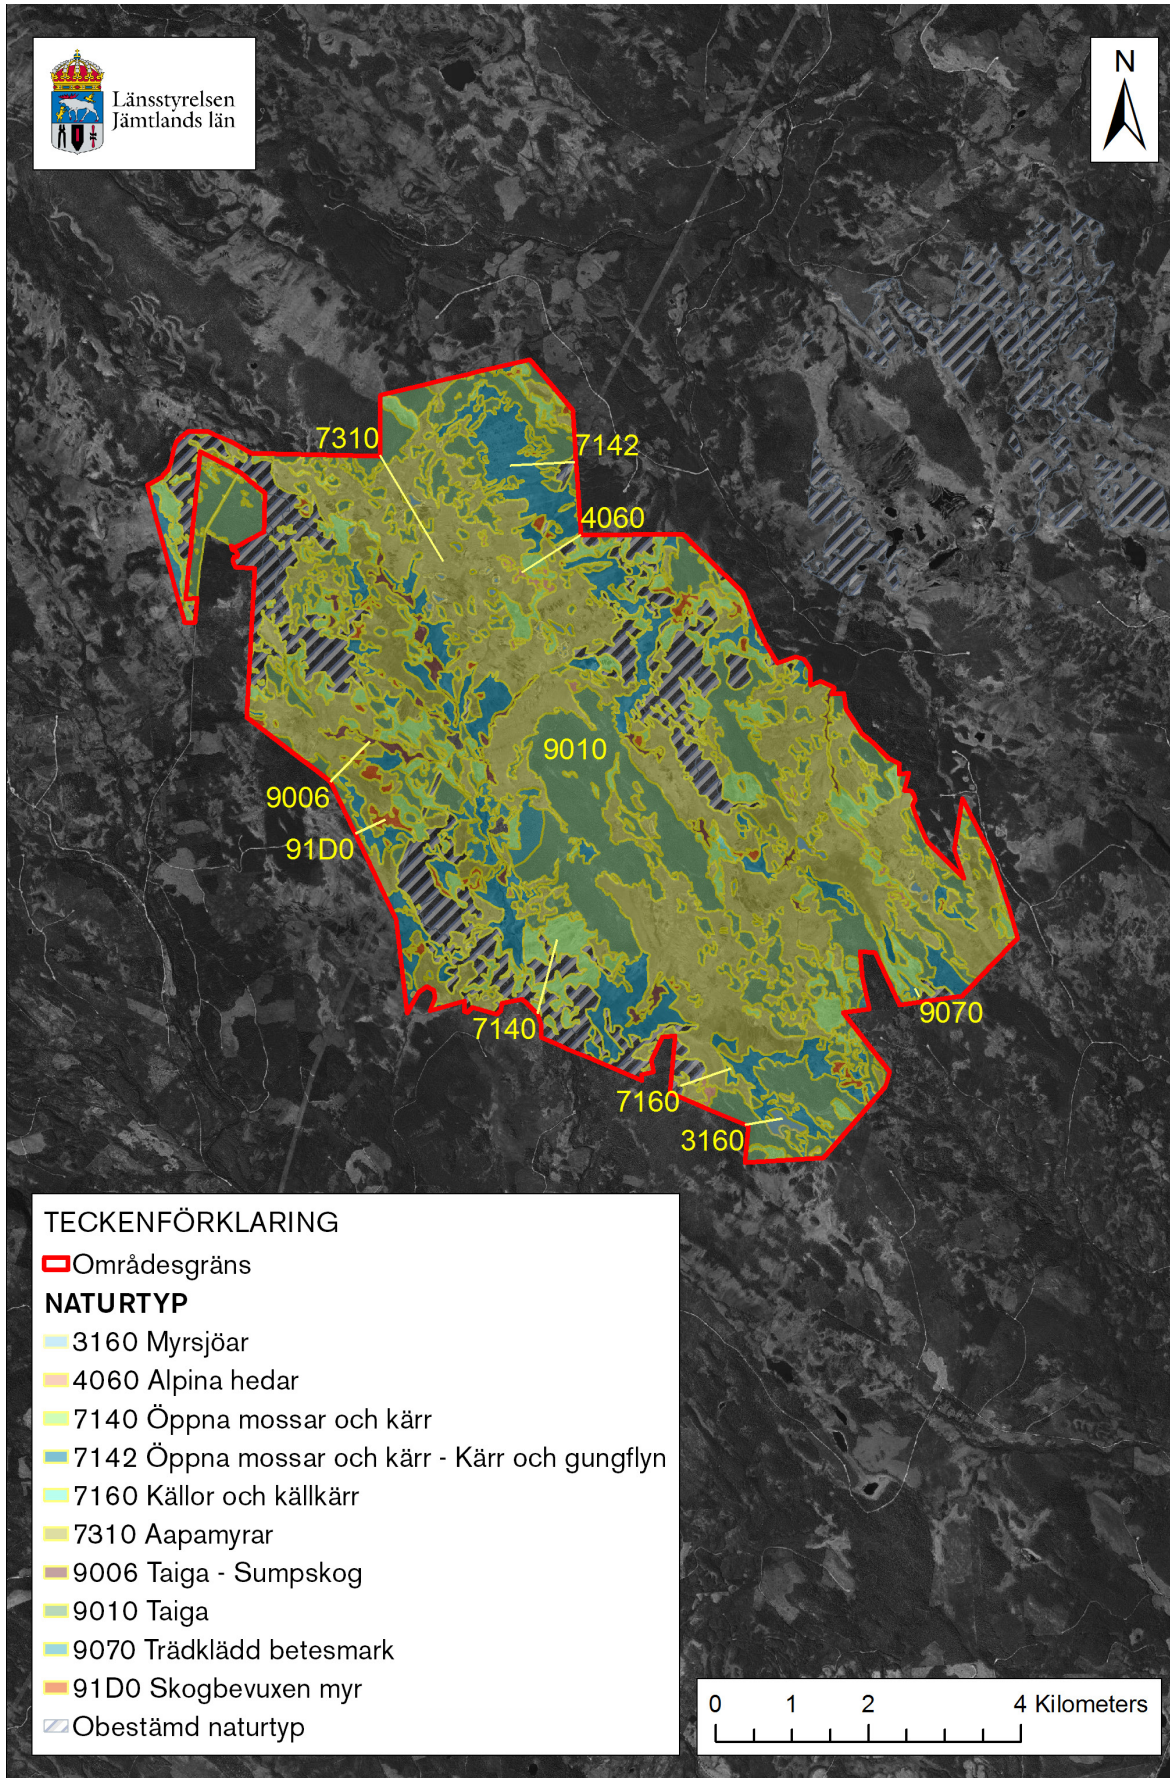 Länsstyrelsen
Jämtlands län
N
7310
7142
4060
9010
9006
91D0
7140
9070
7160
3160
TECKENFÖRKLARING
Områdesgräns
NATURTYP
3160 Myrsjöar
4060 Alpina hedar
7140 Öppna mossar och kärr
7142 Öppna mossar och kärr - Kärr och gungflyn
7160 Källor och källkärr
7310 Aapamyrar
9006 Taiga - Sumpskog
9010 Taiga
9070 Trädklädd betesmark
91D0 Skogbevuxen myr
Obestämd naturtyp
0 1 2 4 Kilometers